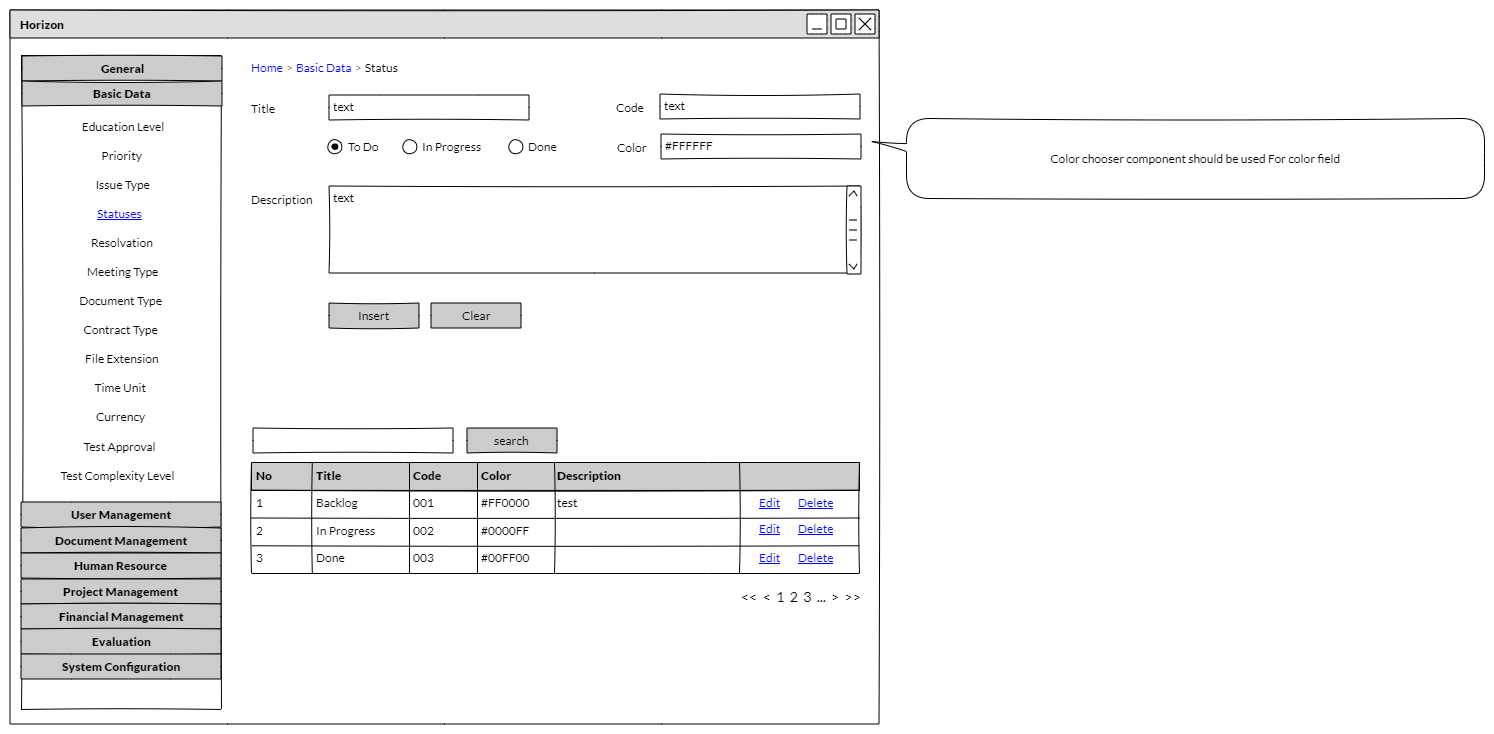 Horizon
General
Basic Data
Education Level
Priority
Issue Type
Statuses
Resolvation
Meeting Type
Document Type
Contract Type
File Extension
Time Unit
Currency
Test Approval
Test Complexity Level
User Management
Document Management
Human Resource
Project Management
Financial Management
Evaluation
System Configuration
Home > Basic Data > Status
Title text Code text
To Do In Progress Done Color #FFFFFF
Description text
Insert Clear
search
No Title Code Color Description
1 Backlog 001 #FF0000 test Edit Delete
2 In Progress 002 #0000FF Edit Delete
3 Done 003 #00FF00 Edit Delete
<< < 1 2 3 ... > >>
Color chooser component should be used For color field